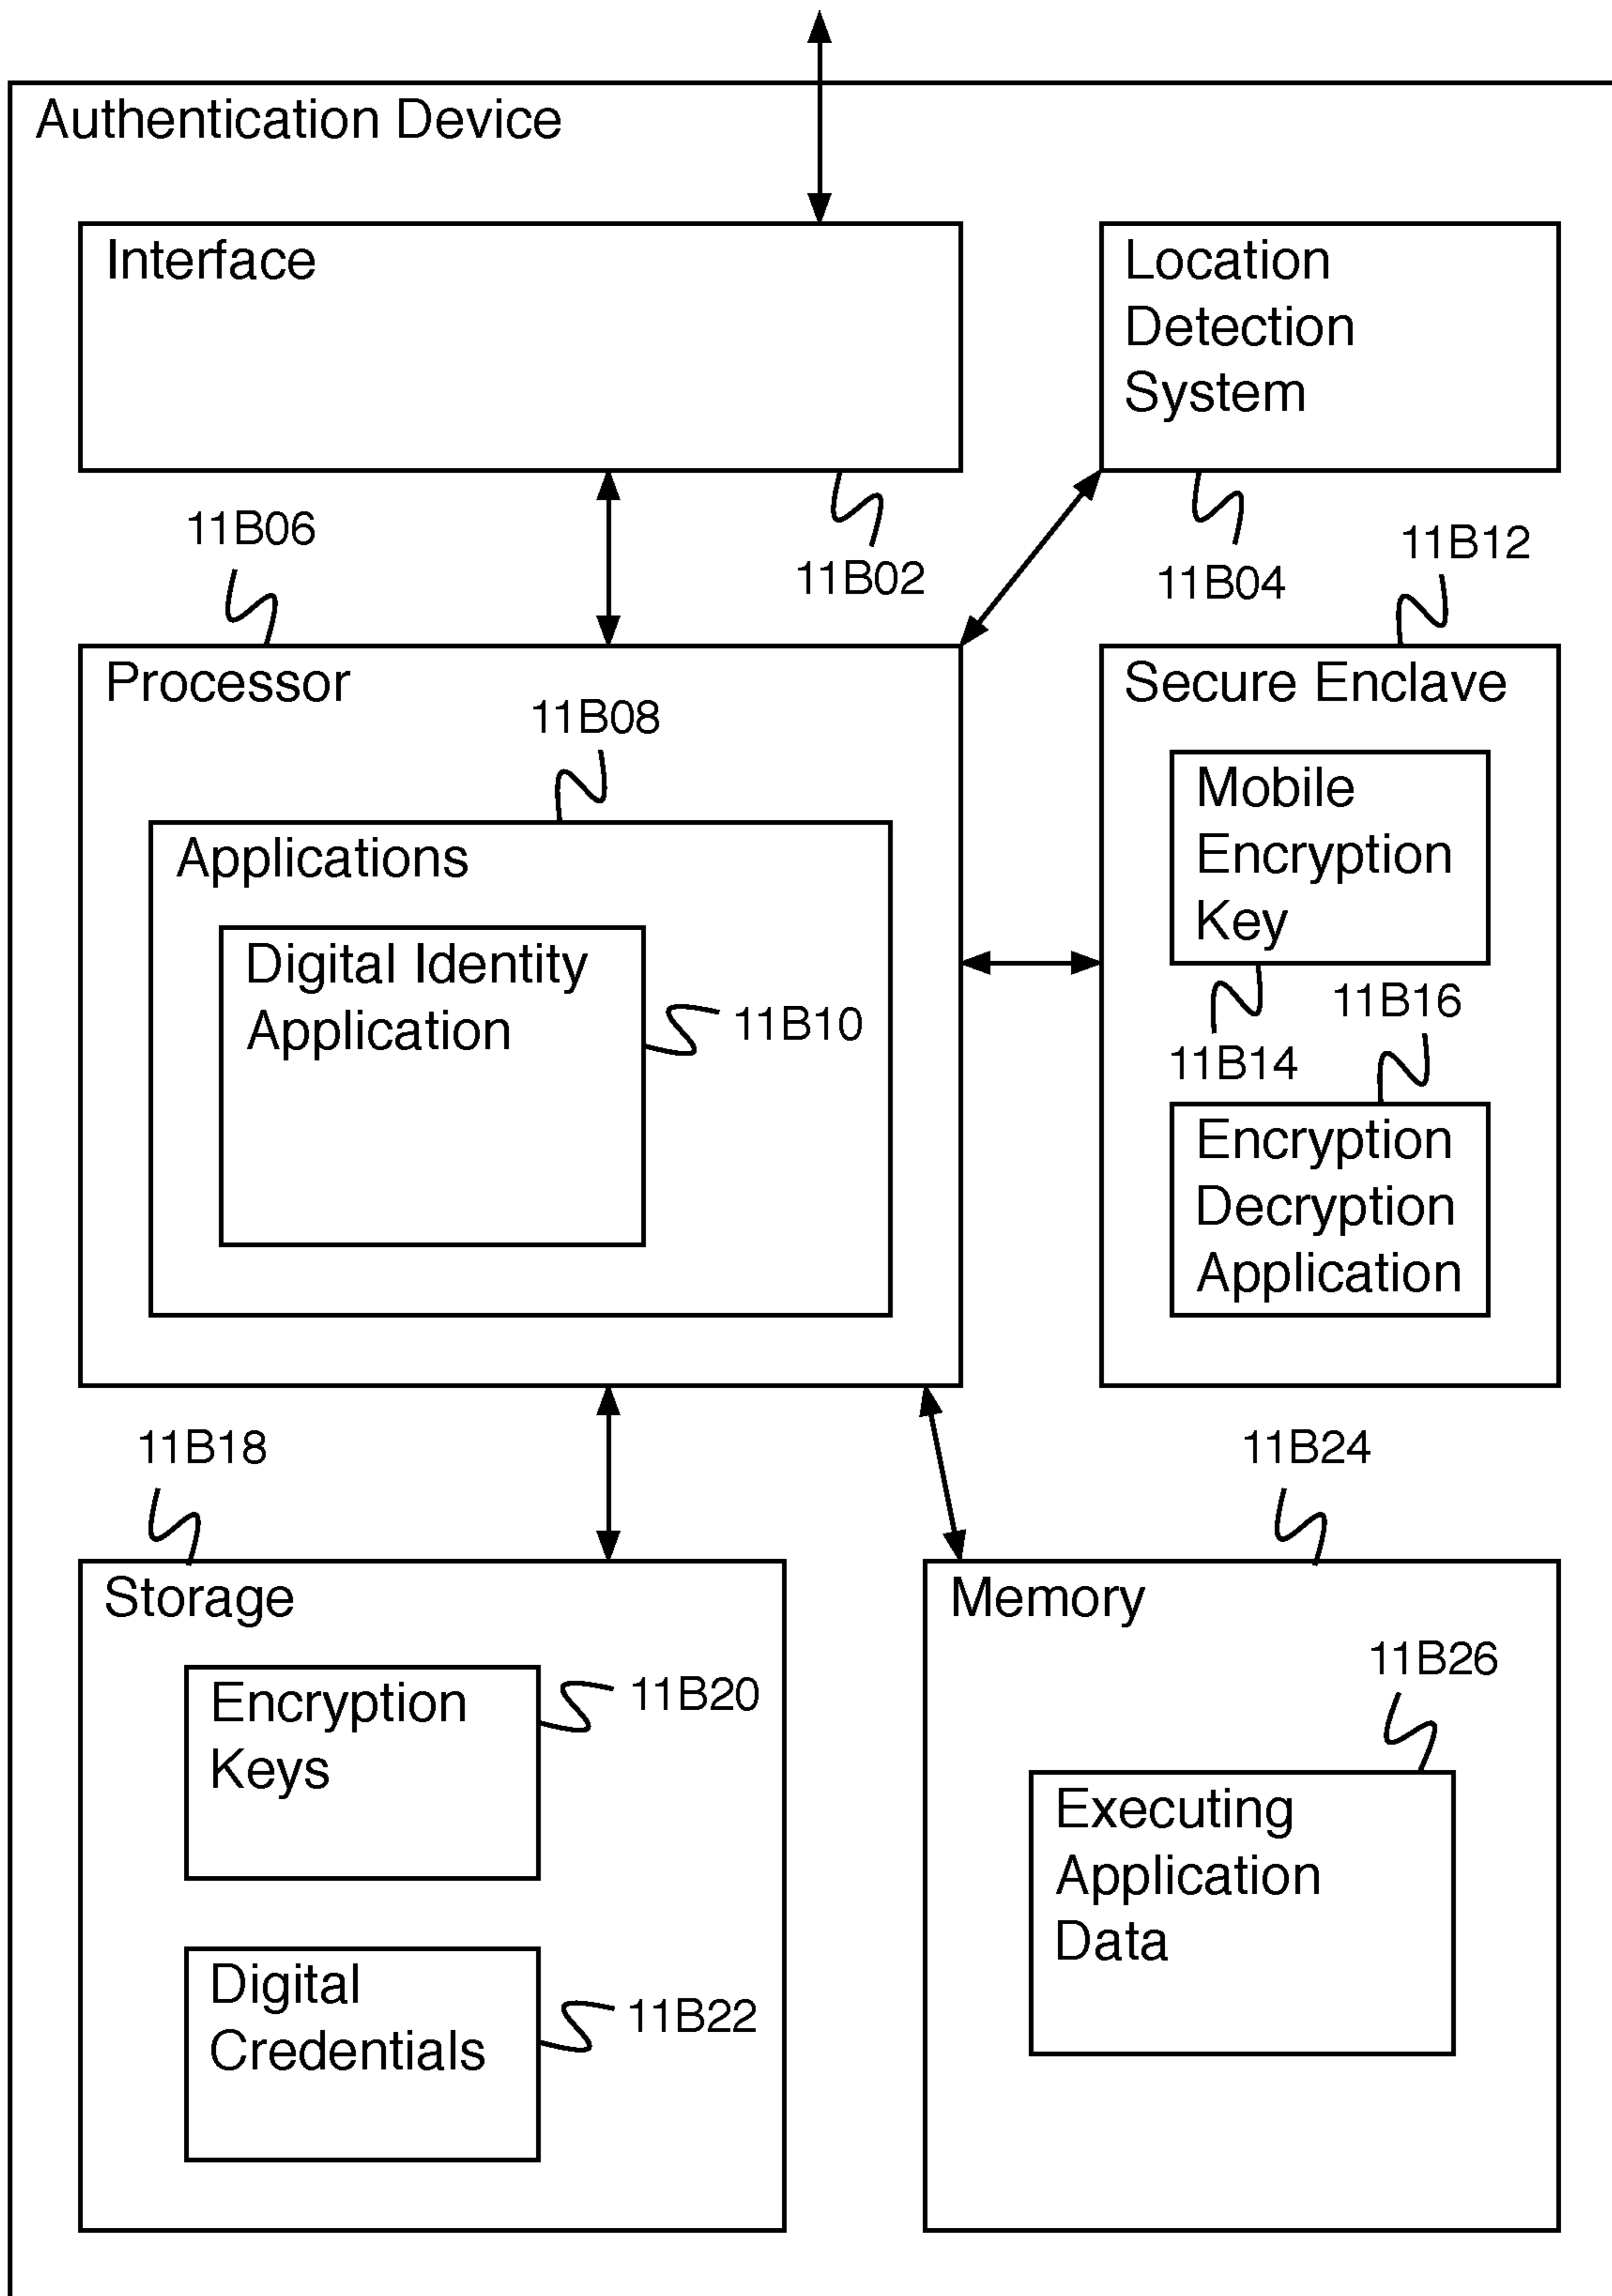 Authentication Device
Interface
Location
Detection
System
11B06
11B02
11B04
11B12
Processor
11B08
Applications
Digital Identity
Application
11B10
Secure Enclave
Mobile
Encryption
Key
11B16
11B14
Encryption
Decryption
Application
11B18
11B24
Storage
Encryption
Keys
11B20
Digital
Credentials
11B22
Memory
11B26
Executing
Application
Data